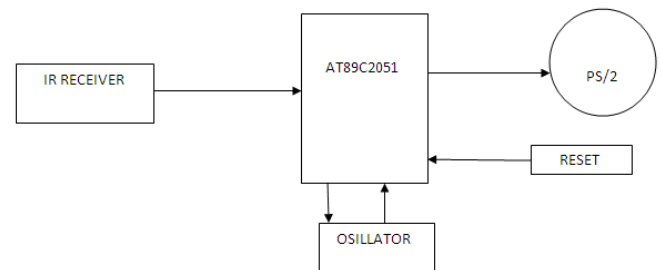 IR RECEIVER
AT89C2051
PS/2
RESET
OSILLATOR